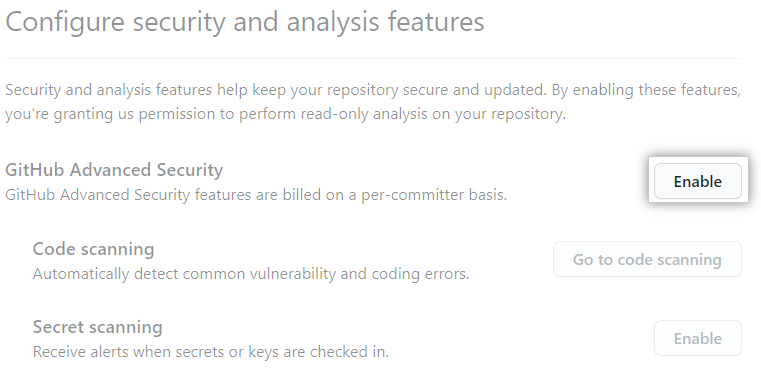 Configure security and analysis features
Security and analysis features help keep your repository secure and updated. By enabling these features,
you're granting us permission to perform read-only analysis on your repository.
GitHub Advanced Security
Enable
GitHub Advanced Security features are billed on a per-committer basis.
Code scanning
Go to code scanning
Automatically detect common vulnerability and coding errors.
Secret scanning
Enable
Receive alerts when secrets or keys are checked in.